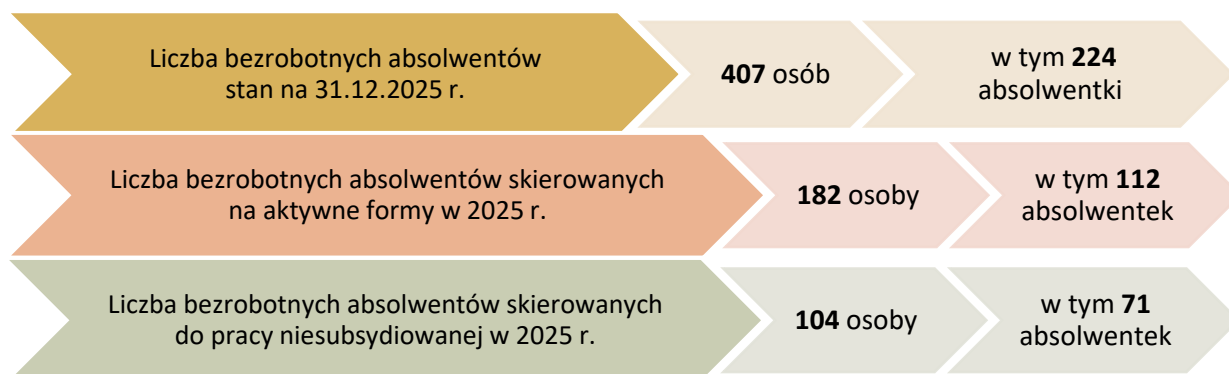 Liczba bezrobotnych absolwentów
stan na 31.12.2025 r.
407 osób
w tym 224
absolwentki
Liczba bezrobotnych absolwentów skierowanych
na aktywne formy w 2025 r.
182 osoby
w tym 112
absolwentek
Liczba bezrobotnych absolwentów skierowanych
do pracy niesubsydiowanej w 2025 r.
104 osoby
w tym 71
absolwentek